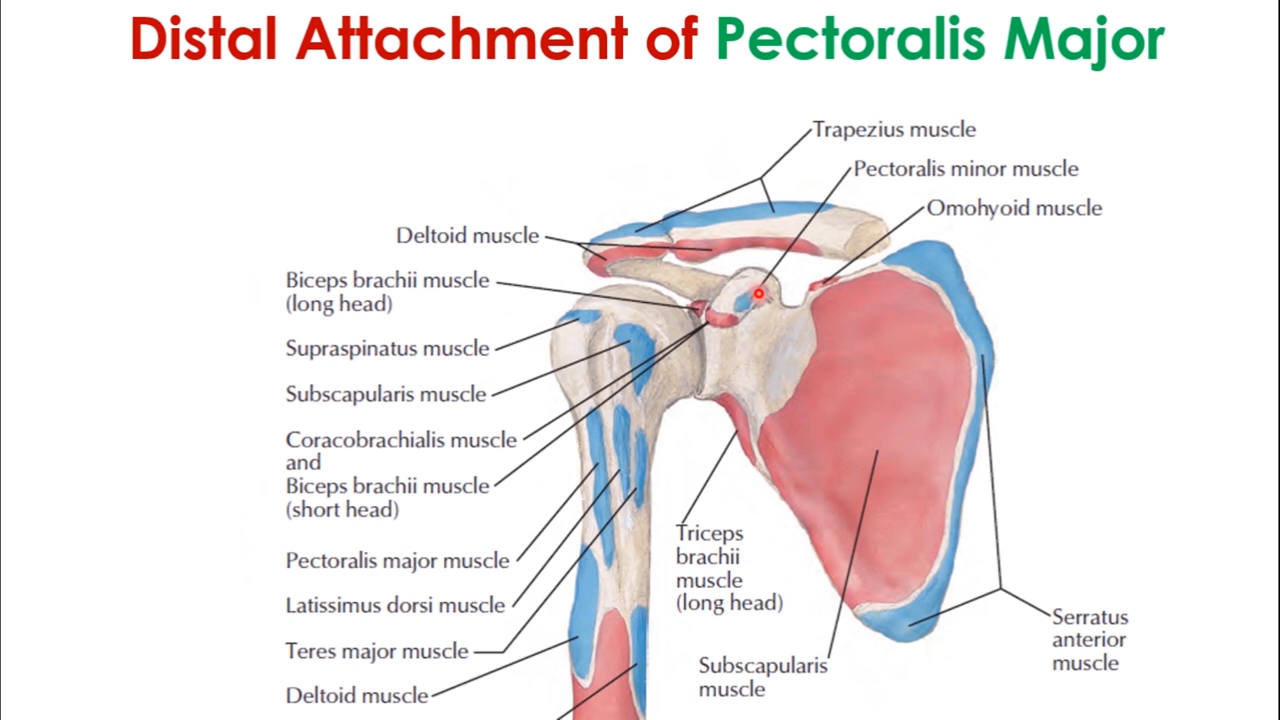 Distal Attachment of Pectoralis Major
Trapezius muscle
Pectoralis minor muscle
Omohyoid muscle
Deltoid muscle
Biceps brachii muscle
(long head)
Supraspinatus muscle
Subscapularis muscle
Coracobrachialis muscle
and
Biceps brachii muscle
(short head)
Pectoralis major muscle
Latissimus dorsi muscle
Teres major muscle
Deltoid muscle
Triceps
brachii
muscle
(long head)
Subscapularis
muscle
Serratus
anterior
muscle